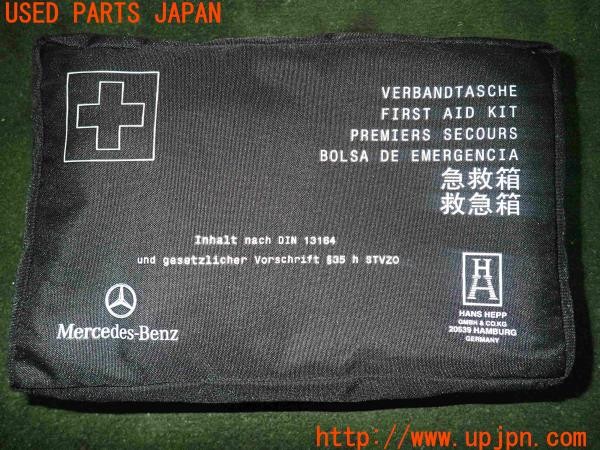 USED PARTS JAPAN
VERBANDTASCHE
FIRST AID KIT
PREMIERS SECOURS
BOLSA DE EMERGENCIA
急救箱
救急箱
Inhalt nach DIN 13164
und gesetzlicher Vorschrift §35 h STVZO
Mercedes-Benz
HA
HANS HEPP
GMBH & CO.KG
20539 HAMBURG
GERMANY
http://www.upjpn.com